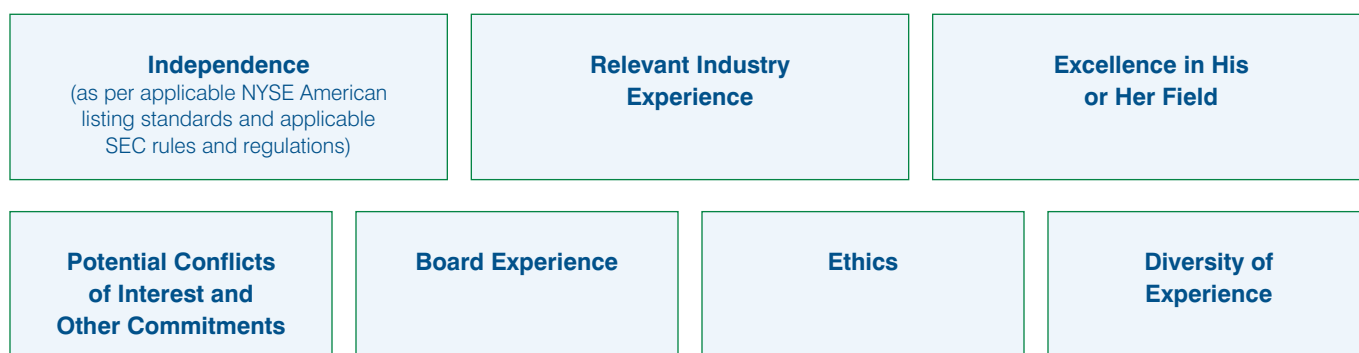 Independence
(as per applicable NYSE American
listing standards and applicable
SEC rules and regulations)
Relevant Industry
Experience
Excellence in His
or Her Field
Potential Conflicts
of Interest and
Other Commitments
Board Experience
Ethics
Diversity of
Experience